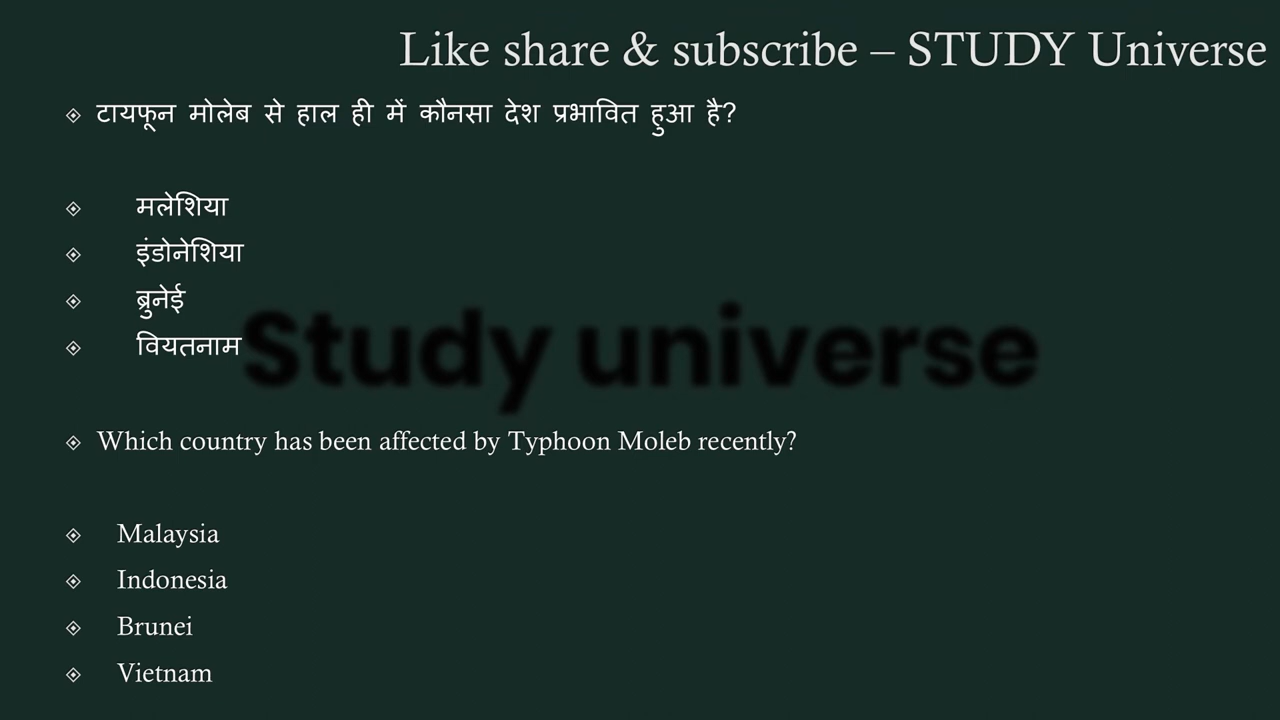 Like share & subscribe – STUDY Universe
टायफून मोलेब से हाल ही में कौनसा देश प्रभावित हुआ है?
मलेशिया
इंडोनेशिया
ब्रुनेई
वियतनाम
Study universe
Which country has been affected by Typhoon Moleb recently?
Malaysia
Indonesia
Brunei
Vietnam